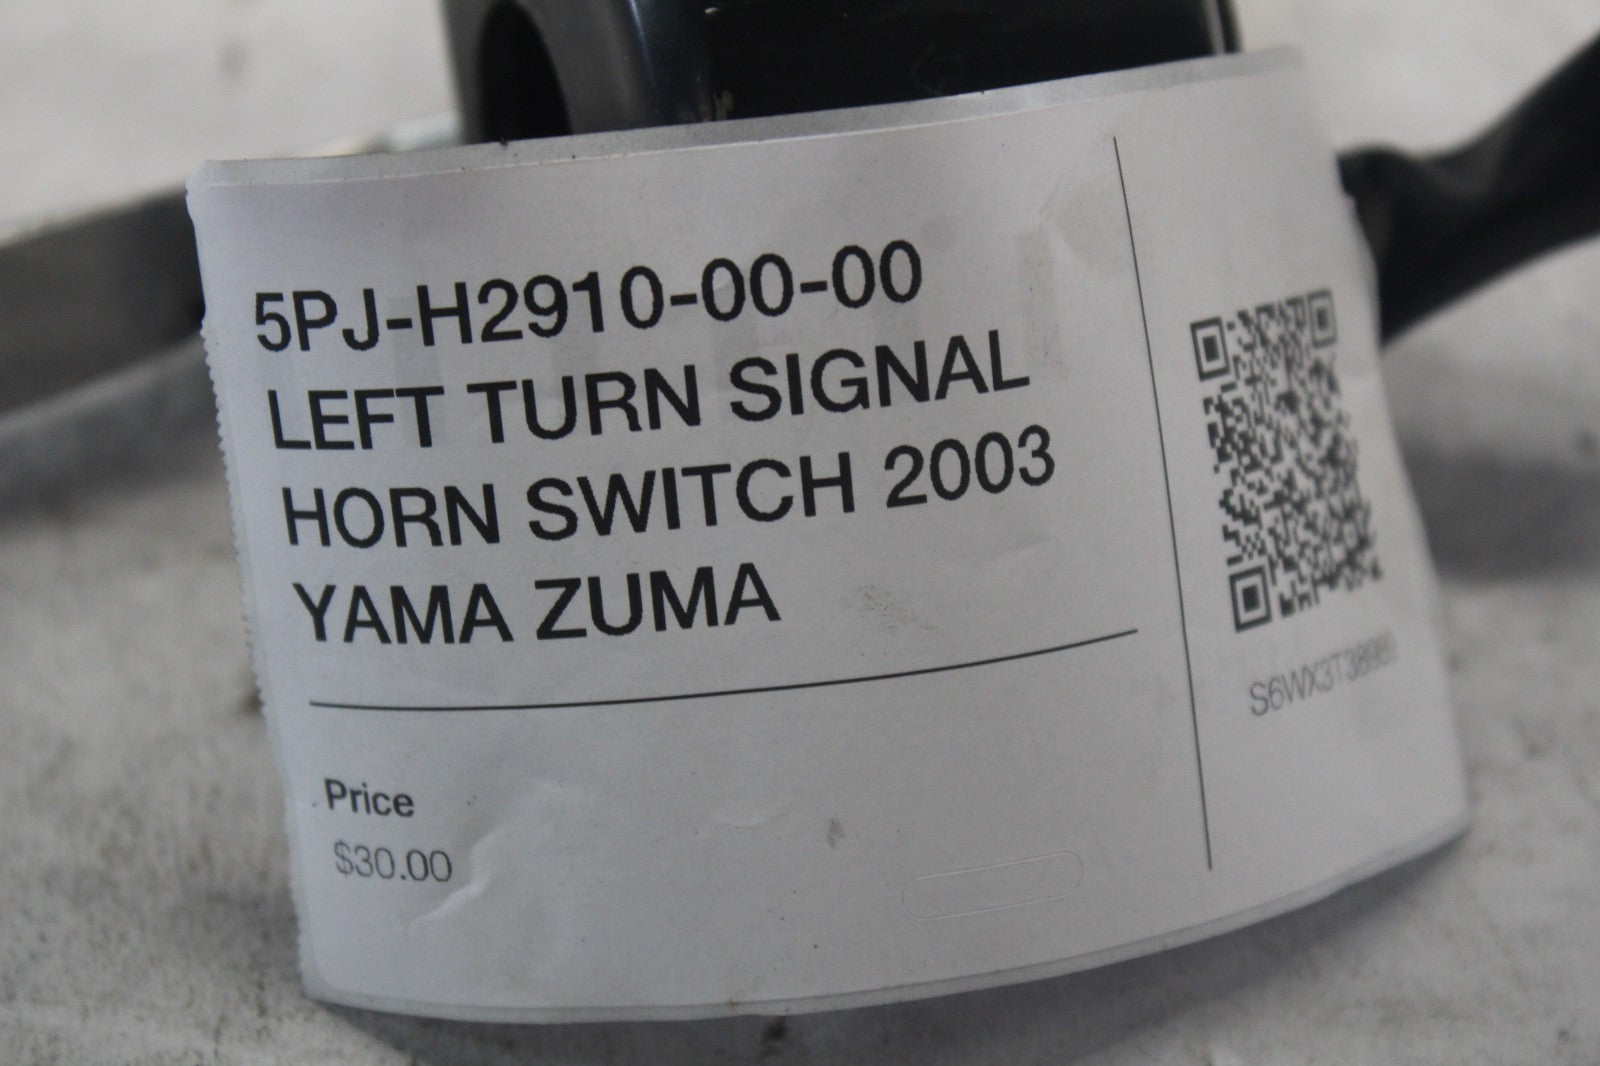 5PJ-H2910-00-00
LEFT TURN SIGNAL
HORN SWITCH 2003
YAMA ZUMA
Price
$30.00